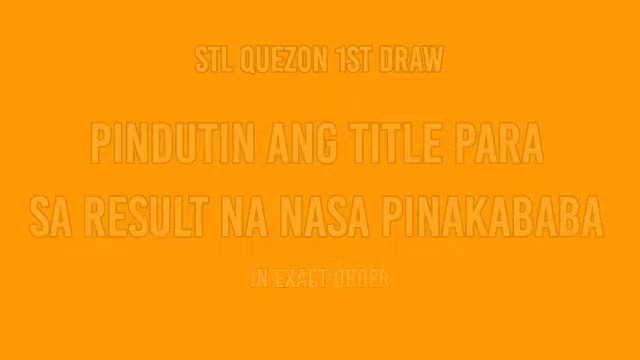 STL QUEZON 1ST DRAW
PINDUTIN ANG TITLE PARA
SA RESULT NA NASA PINAKABABA
IN EXACT ORDER